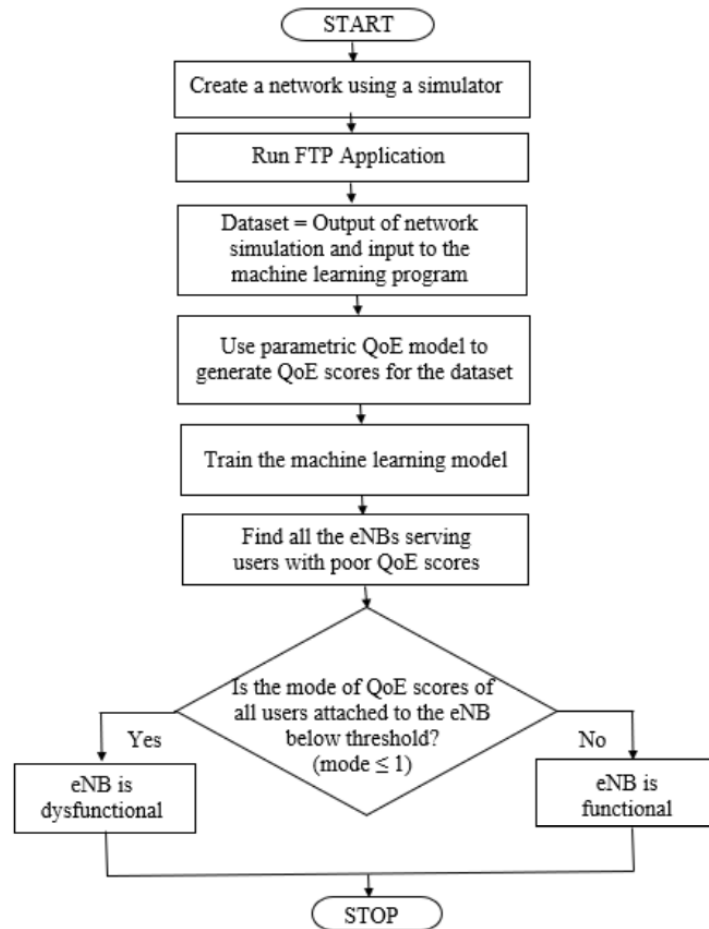 START
Create a network using a simulator
Run FTP Application
Dataset = Output of network
simulation and input to the
machine learning program
Use parametric QoE model to
generate QoE scores for the dataset
Train the machine learning model
Find all the eNBs serving
users with poor QoE scores
Is the mode of QoE scores of
all users attached to the eNB
below threshold?
(mode ≤ 1)
Yes
No
eNB is
dysfunctional
eNB is
functional
STOP